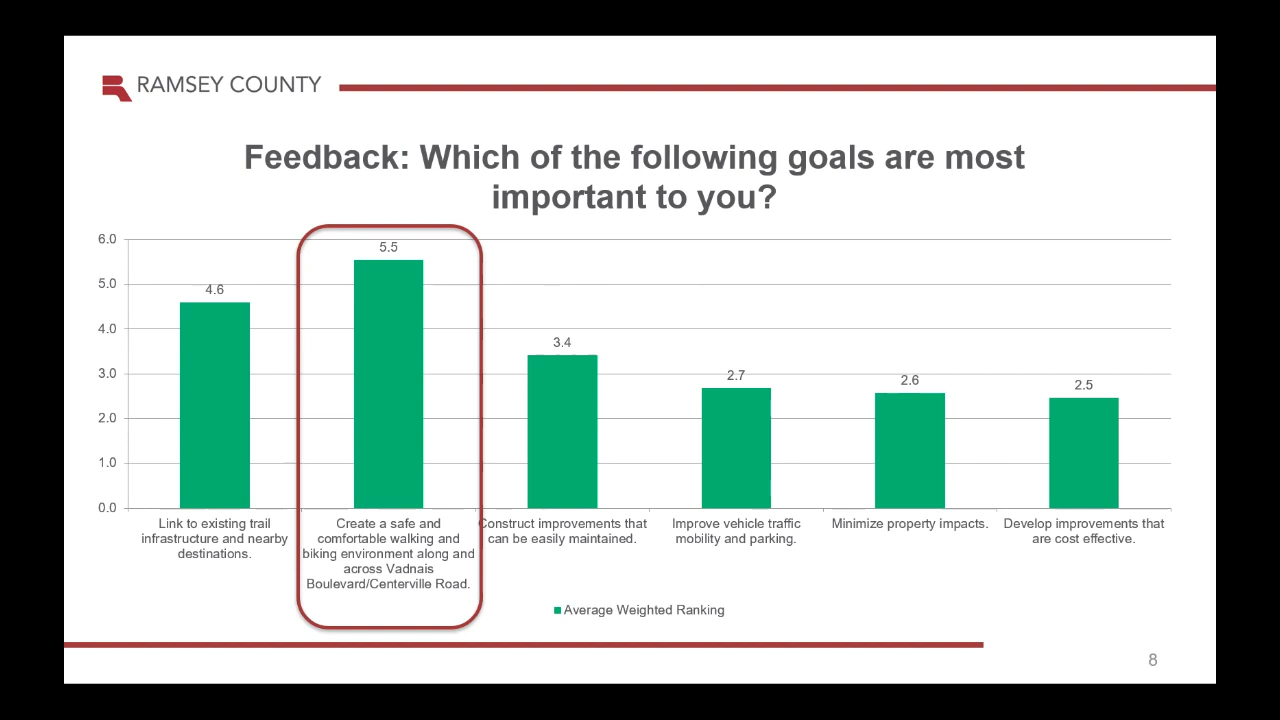 RAMSEY COUNTY
Feedback: Which of the following goals are most
important to you?
6.0
5.0
4.0
3.0
2.0
1.0
0.0
4.6
5.5
3.4
2.7
2.6
2.5
Link to existing trail
infrastructure and nearby
destinations.
Create a safe and
comfortable walking and
biking environment along and
across Vadnais
Boulevard/Centerville Road.
Construct improvements that
can be easily maintained.
Improve vehicle traffic
mobility and parking.
Minimize property impacts.
Develop improvements that
are cost effective.
Average Weighted Ranking
8